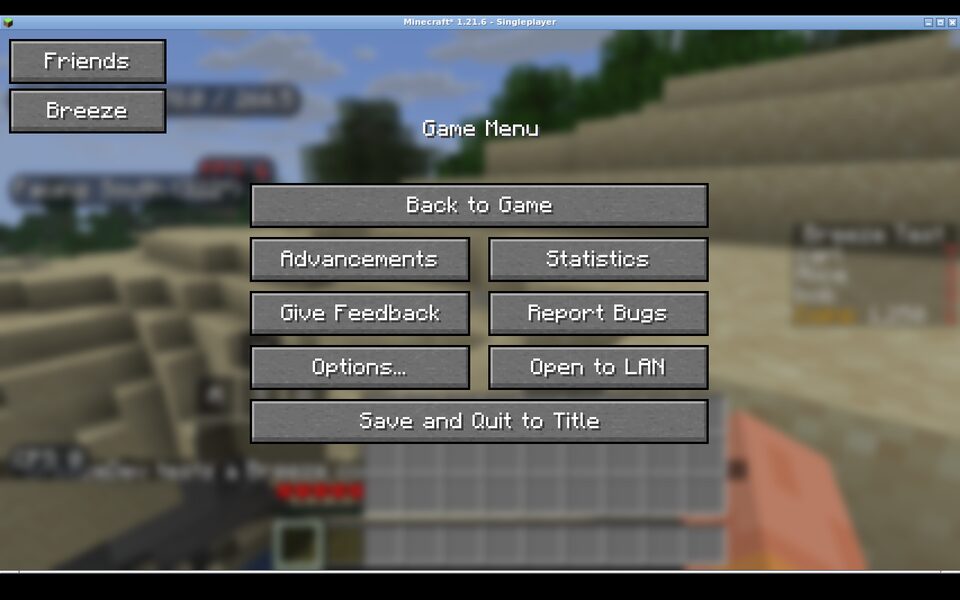 Minecraft* 1.21.6 - Singleplayer
Friends
Breeze
Game Menu
Back to Game
Advancements
Statistics
Give Feedback
Report Bugs
Options...
Open to LAN
Save and Quit to Title